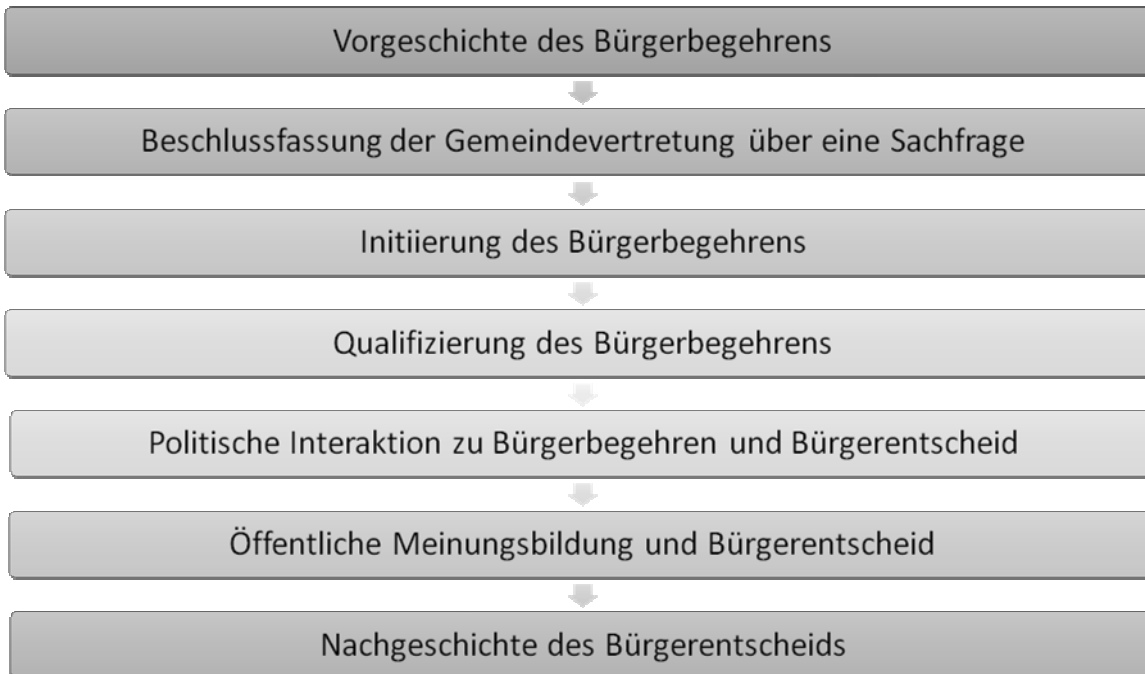 Vorgeschichte des Bürgerbegehrens
Beschlussfassung der Gemeindevertretung über eine Sachfrage
Initiierung des Bürgerbegehrens
Qualifizierung des Bürgerbegehrens
Politische Interaktion zu Bürgerbegehren und Bürgerentscheid
Öffentliche Meinungsbildung und Bürgerentscheid
Nachgeschichte des Bürgerentscheids